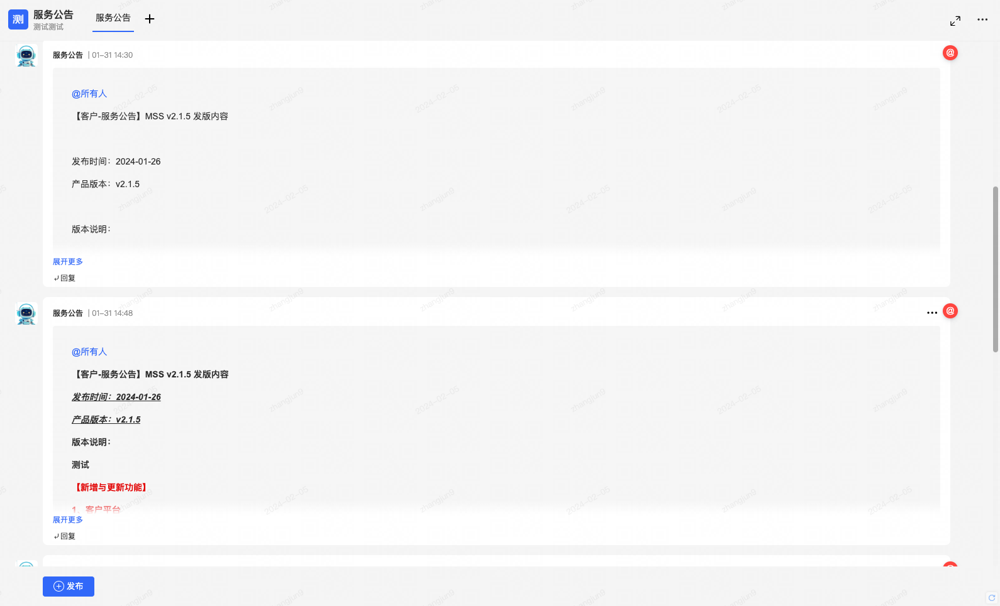 测
服务公告
测试测试
服务公告
服务公告 | 01-31 14:30
@
@所有人
【客户-服务公告】MSS v2.1.5 发版内容
发布时间：2024-01-26
产品版本：v2.1.5
版本说明：
展开更多
回复
服务公告 | 01-31 14:48
@
@所有人
【客户-服务公告】MSS v2.1.5 发版内容
发布时间：2024-01-26
产品版本：v2.1.5
版本说明：
测试
【新增与更新功能】
1、客户平台
展开更多
回复
发布
zhangjun9
2024-02-05